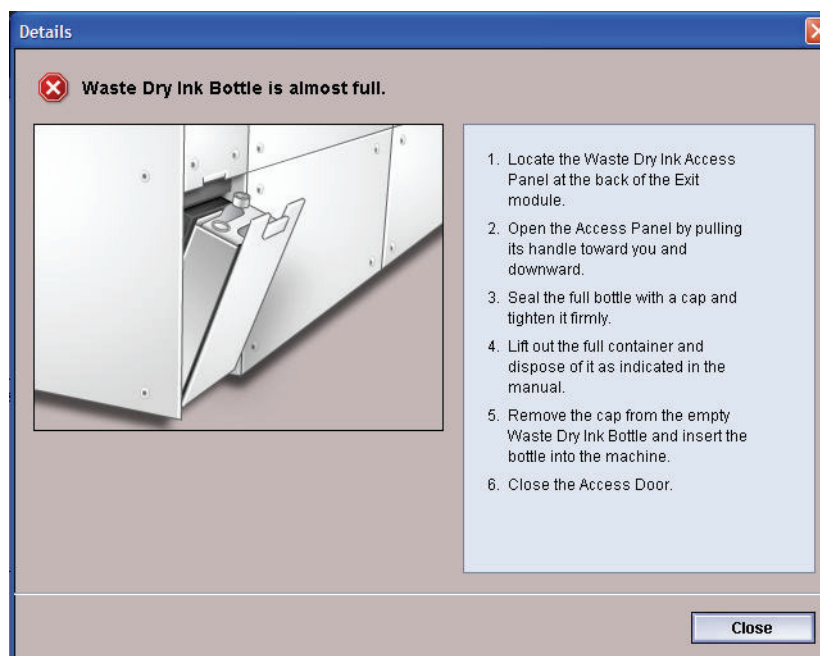 Details
Waste Dry Ink Bottle is almost full.
1. Locate the Waste Dry Ink Access
Panel at the back of the Exit
module.
2. Open the Access Panel by pulling
its handle toward you and
downward.
3. Seal the full bottle with a cap and
tighten it firmly.
4. Lift out the full container and
dispose of it as indicated in the
manual.
5. Remove the cap from the empty
Waste Dry Ink Bottle and insert the
bottle into the machine.
6. Close the Access Door.
Close